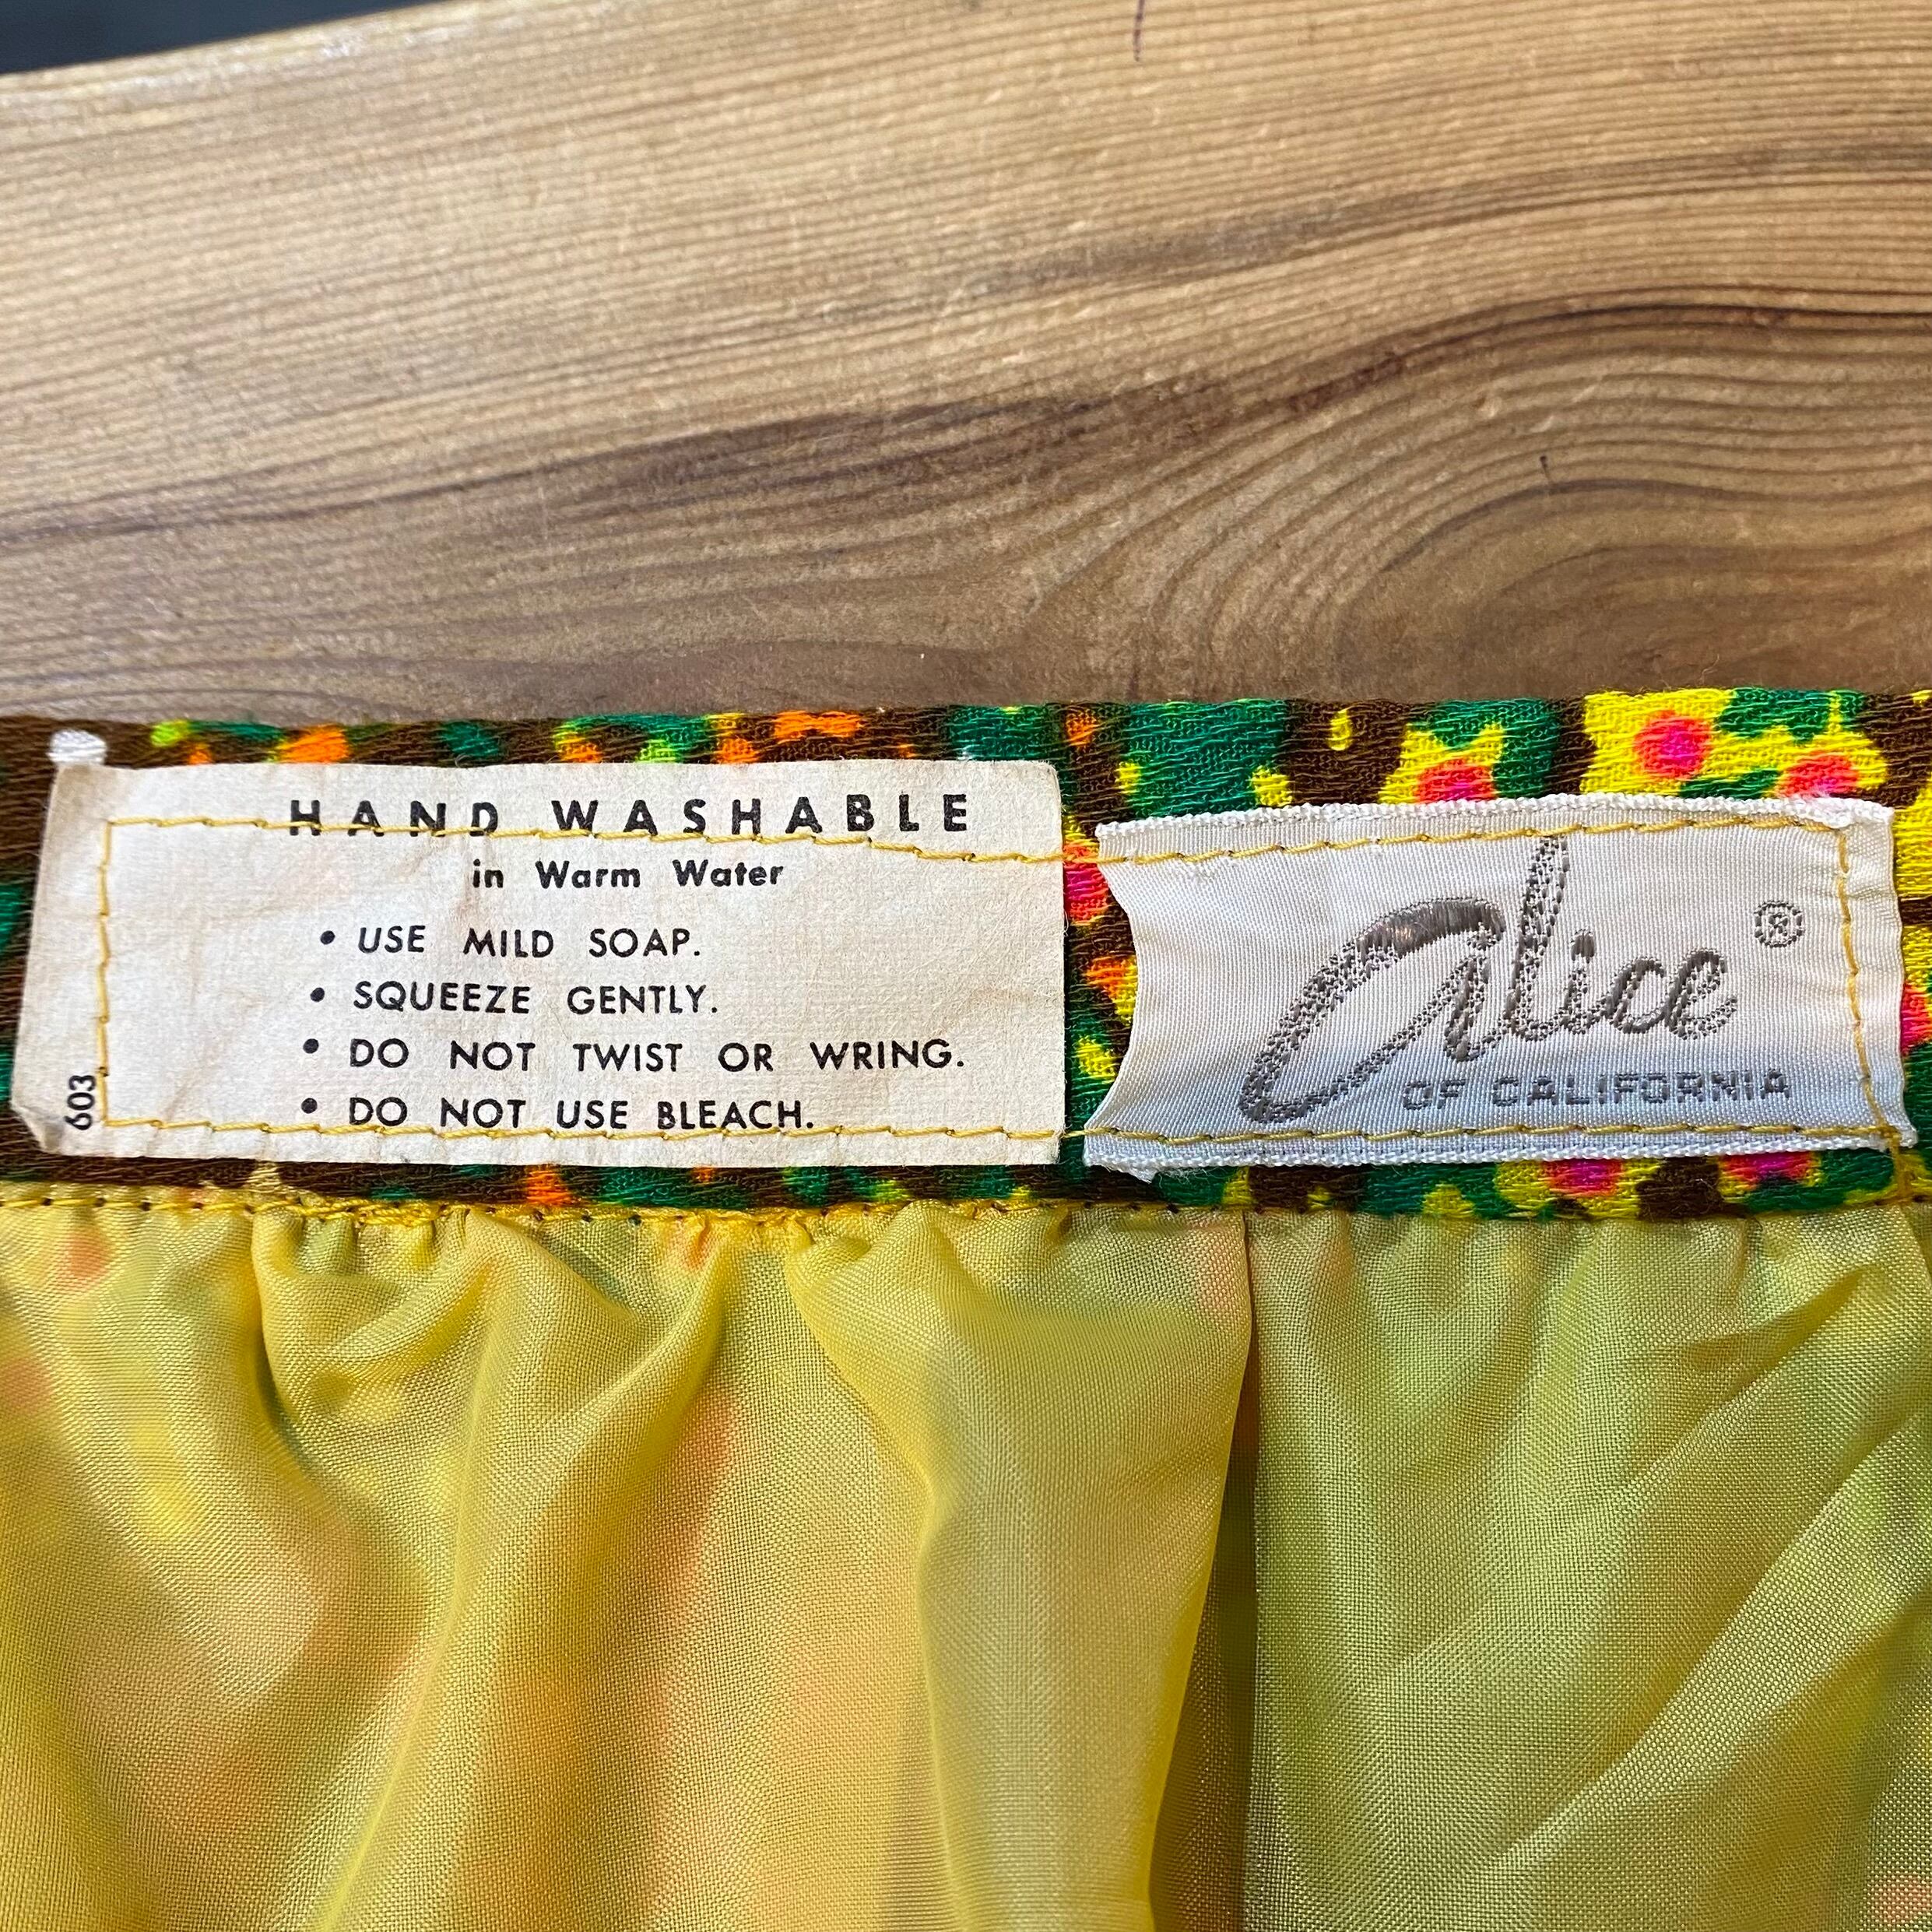 HAND WASHABLE
in Warm Water
• USE MILD SOAP.
• SQUEEZE GENTLY.
• DO NOT TWIST OR WRING.
• DO NOT USE BLEACH.
603
Alice ®
OF CALIFORNIA